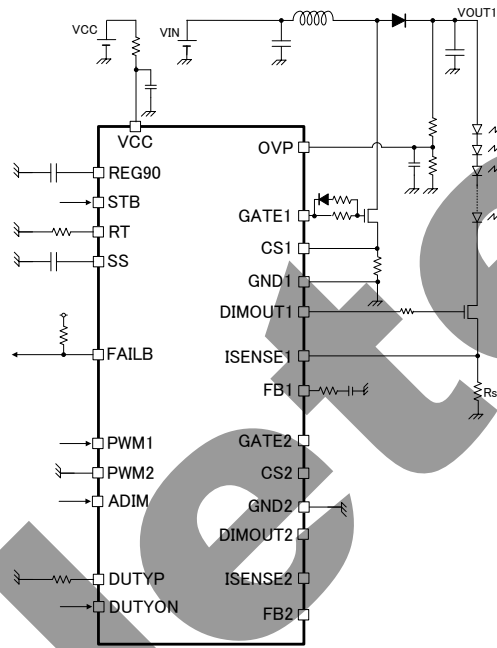 VCC
VIN
VOUT1
VCC
OVP
REG90
STB
GATE1
RT
CS1
SS
GND1
DIMOUT1
FAILB
ISENSE1
FB1
Rs
PWM1
GATE2
PWM2
CS2
ADIM
GND2
DIMOUT2
DUTYP
ISENSE2
DUTYON
FB2